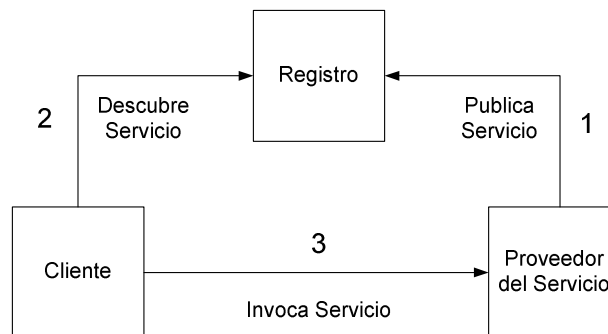 Registro
Descubre
Servicio
2
Publica
Servicio
1
Cliente
3
Invoca Servicio
Proveedor
del Servicio